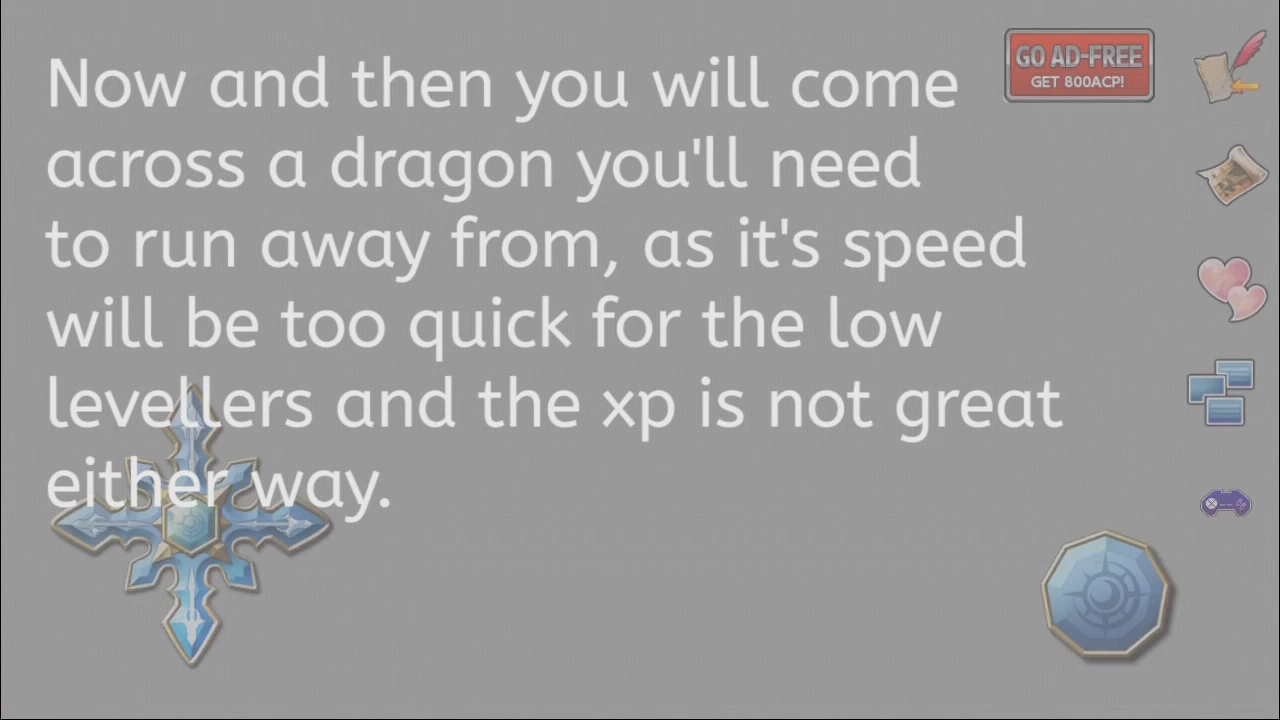 Now and then you will come
across a dragon you'll need
to run away from, as it's speed
will be too quick for the low
levellers and the xp is not great
either way.
GO AD-FREE
GET 800ACP!